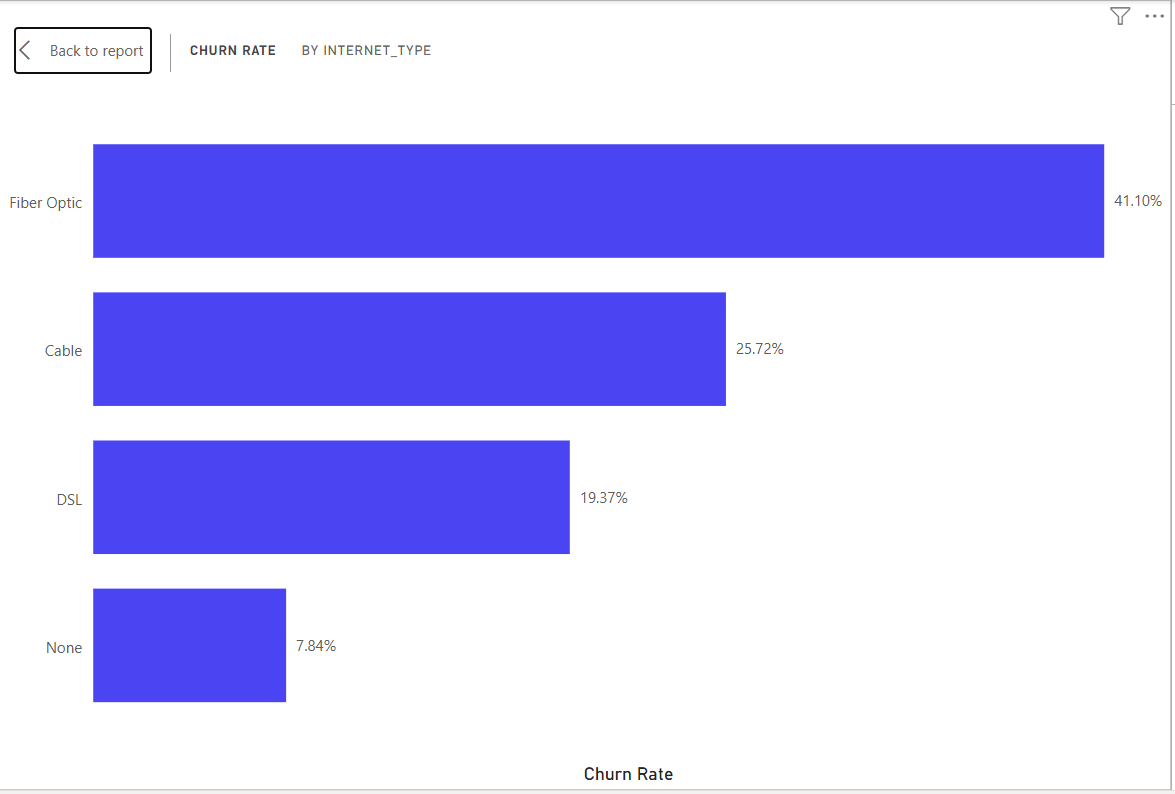 Back to report
CHURN RATE BY INTERNET_TYPE
Fiber Optic 41.10%
Cable 25.72%
DSL 19.37%
None 7.84%
Churn Rate